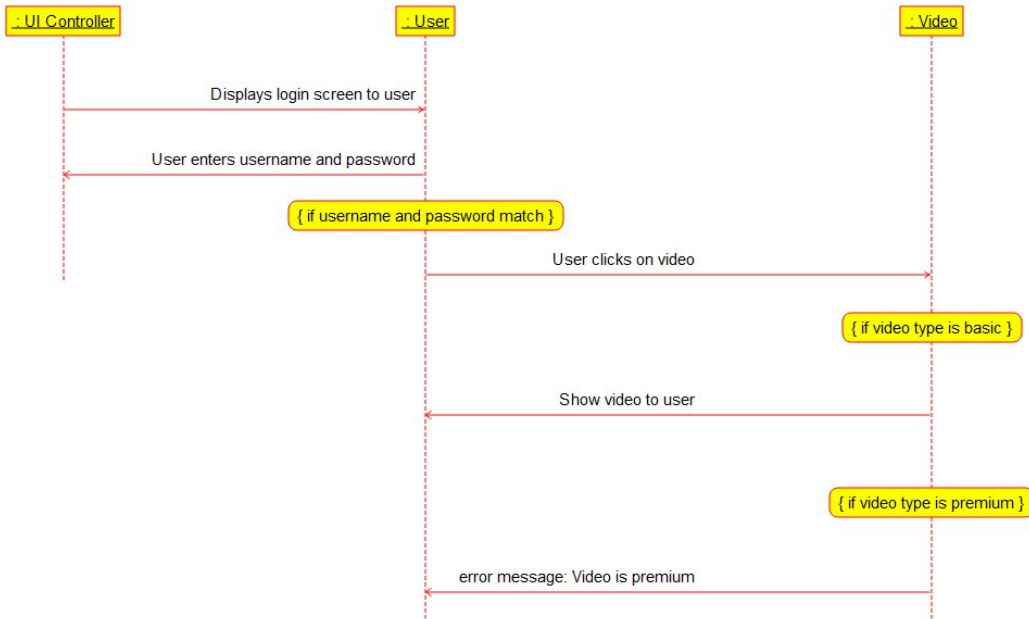 : UI Controller
: User
: Video
Displays login screen to user
User enters username and password
{ if username and password match }
User clicks on video
{ if video type is basic }
Show video to user
{ if video type is premium }
error message: Video is premium